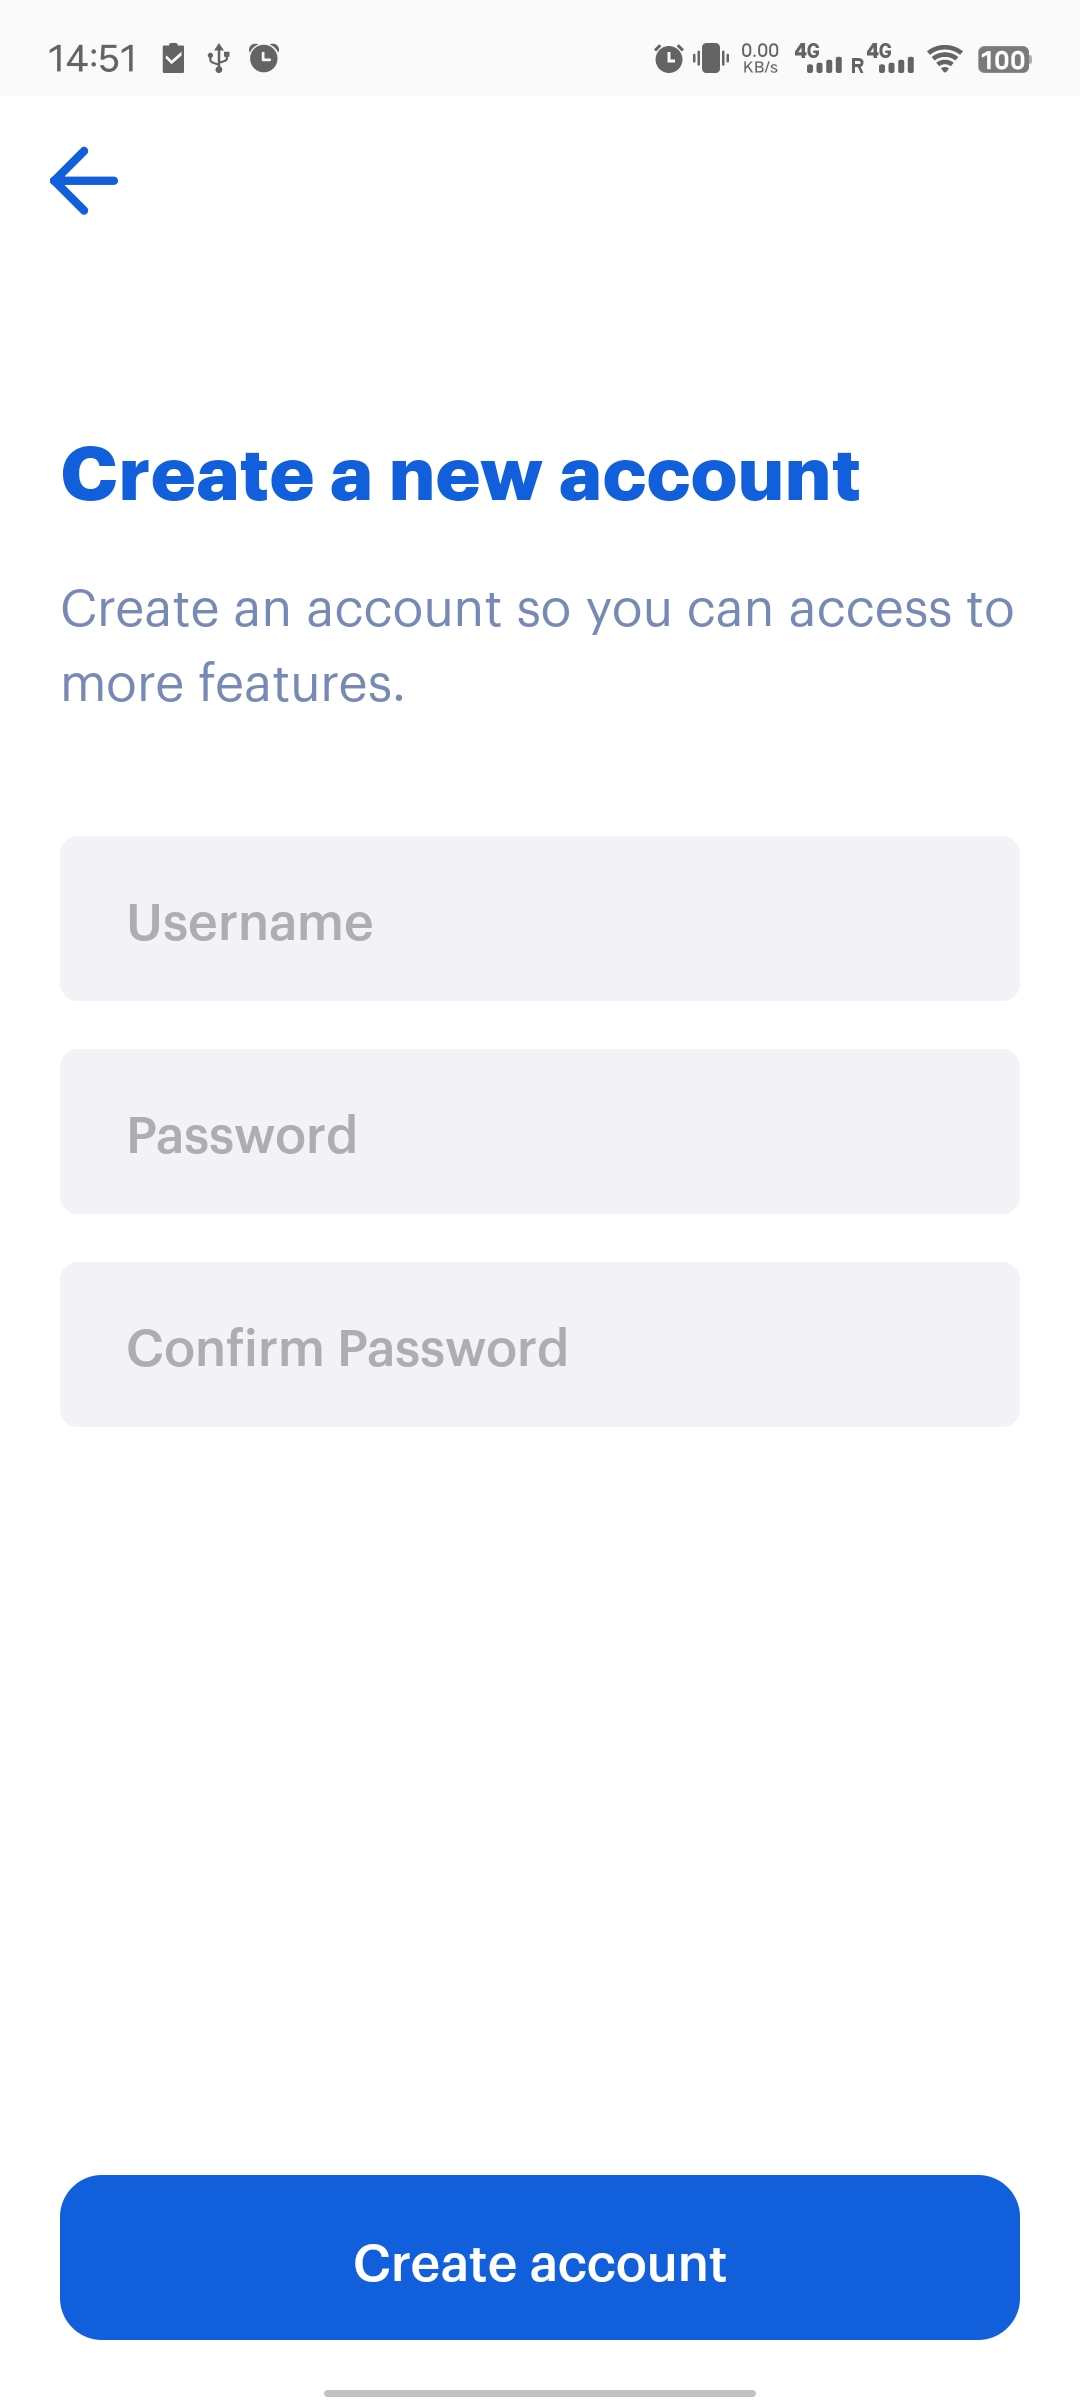 14:51 0.00 KB/s 4G R 4G 100
Create a new account
Create an account so you can access to
more features.
Username
Password
Confirm Password
Create account